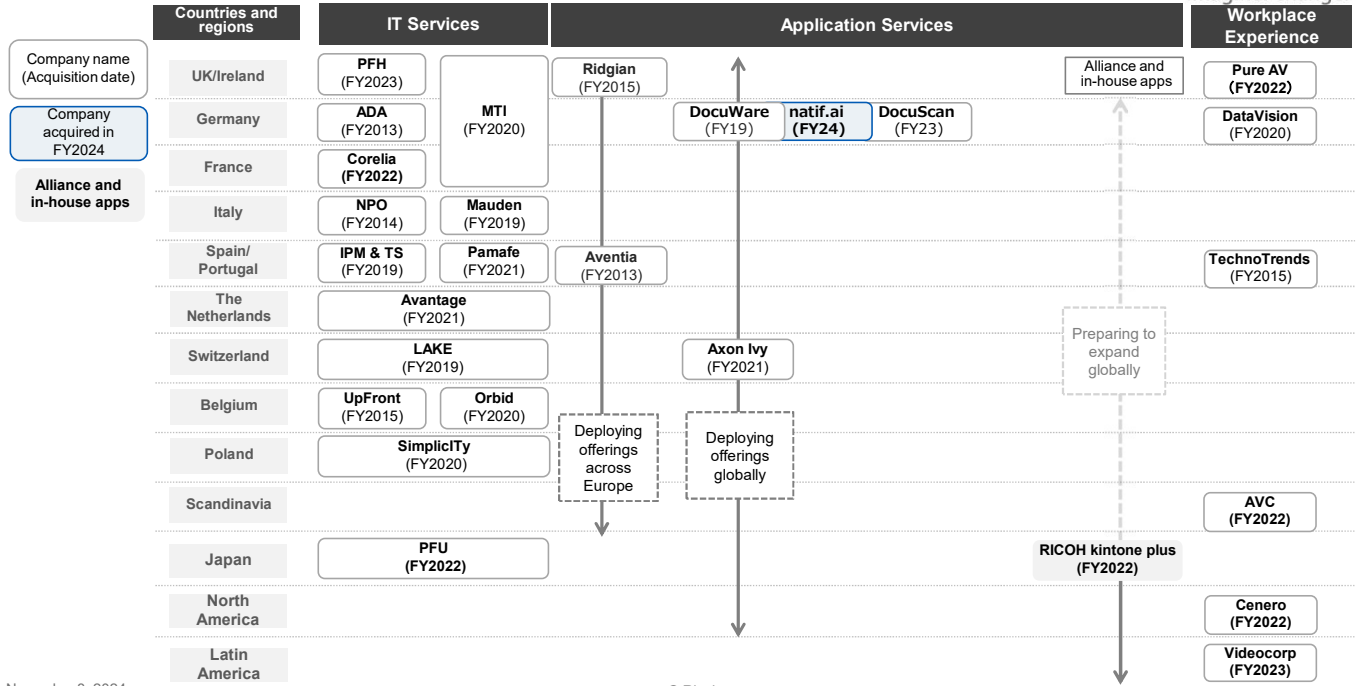 Countries and
regions
IT Services
Application Services
Workplace
Experience
Company name
(Acquisition date)
Company
acquired in
FY2024
Alliance and
in-house apps
UK/Ireland
PFH
(FY2023)
MTI
(FY2020)
Ridgian
(FY2015)
Alliance and
in-house apps
Pure AV
(FY2022)
Germany
ADA
(FY2013)
DocuWare
(FY19)
natif.ai
(FY24)
DocuScan
(FY23)
DataVision
(FY2020)
France
Corelia
(FY2022)
Italy
NPO
(FY2014)
Mauden
(FY2019)
Spain/
Portugal
IPM & TS
(FY2019)
Pamafe
(FY2021)
Aventia
(FY2013)
TechnoTrends
(FY2015)
The
Netherlands
Avantage
(FY2021)
Switzerland
LAKE
(FY2019)
Axon Ivy
(FY2021)
Preparing to
expand
globally
Belgium
UpFront
(FY2015)
Orbid
(FY2020)
Deploying
offerings
across
Europe
Deploying
offerings
globally
Poland
SimplicITy
(FY2020)
Scandinavia
AVC
(FY2022)
Japan
PFU
(FY2022)
RICOH kintone plus
(FY2022)
North
America
Cenero
(FY2022)
Latin
America
Videocorp
(FY2023)